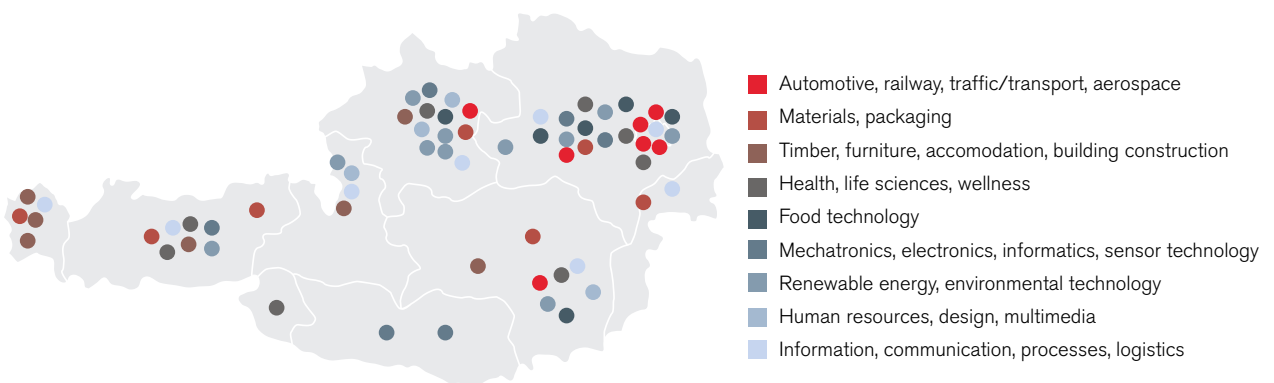 Automotive, railway, traffic/transport, aerospace
Materials, packaging
Timber, furniture, accomodation, building construction
Health, life sciences, wellness
Food technology
Mechatronics, electronics, informatics, sensor technology
Renewable energy, environmental technology
Human resources, design, multimedia
Information, communication, processes, logistics